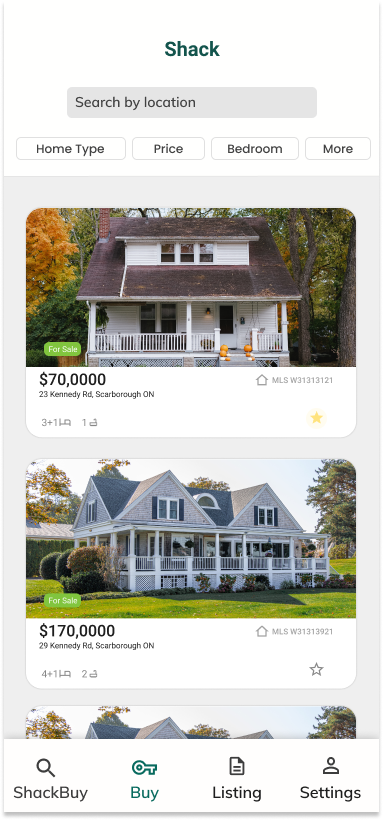 Shack
Search by location
Home Type Price Bedroom More
For Sale
$70,0000 MLS W31313121
23 Kennedy Rd, Scarborough ON
3+1 1
For Sale
$170,0000 MLS W31313921
29 Kennedy Rd, Scarborough ON
4+1 2
ShackBuy Buy Listing Settings